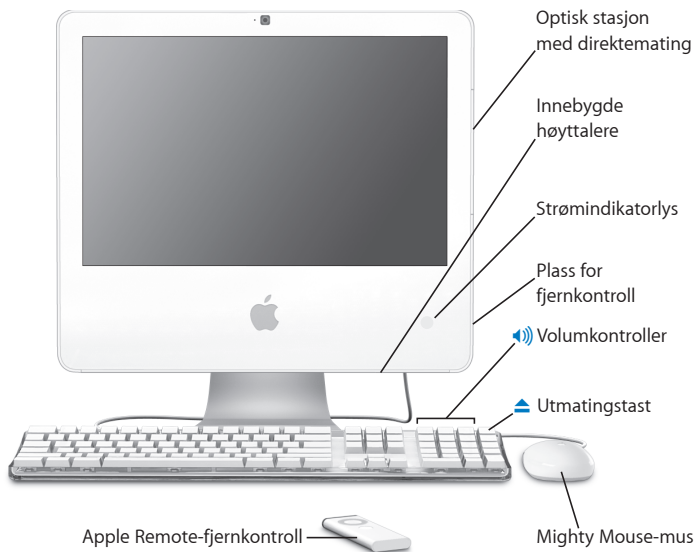 Optisk stasjon
med direktemating
Innebygde
høyttalere
Strømindikatorlys
Plass for
fjernkontroll
Volumkontroller
Utmatingstast
Apple Remote-fjernkontroll
Mighty Mouse-mus